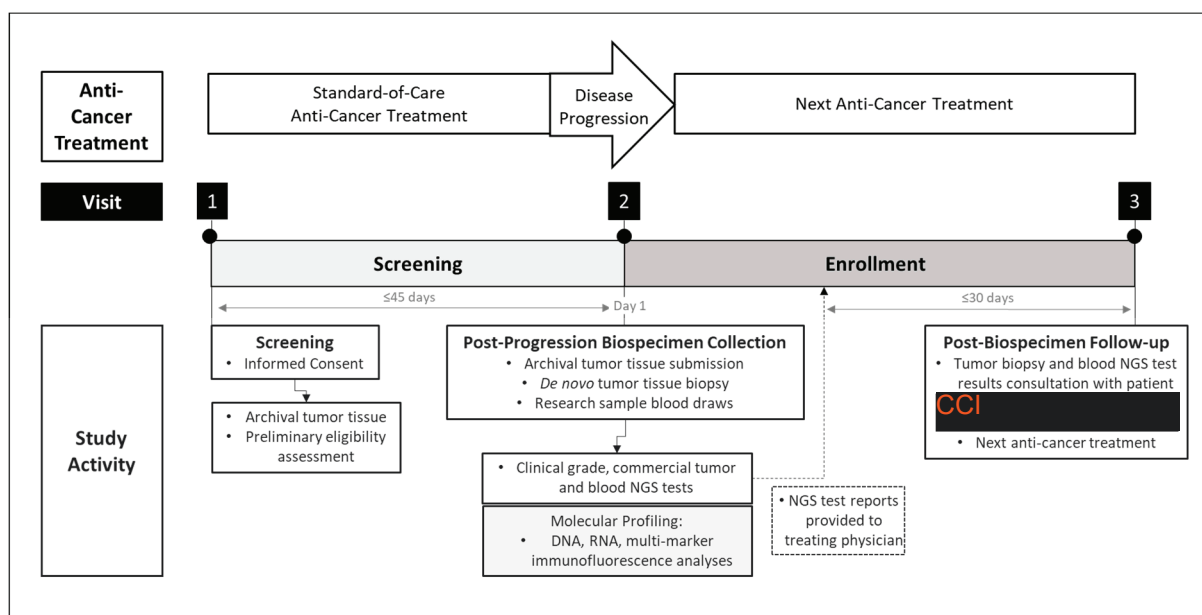 Anti-
Cancer
Treatment
Standard-of-Care
Anti-Cancer Treatment
Disease
Progression
Next Anti-Cancer Treatment
Visit
1
2
3
Screening
Enrollment
≤45 days
Day 1
≤30 days
Study
Activity
Screening
• Informed Consent
• Archival tumor tissue
• Preliminary eligibility
assessment
Post-Progression Biospecimen Collection
• Archival tumor tissue submission
• De novo tumor tissue biopsy
• Research sample blood draws
• Clinical grade, commercial tumor
and blood NGS tests
Molecular Profiling:
• DNA, RNA, multi-marker
immunofluorescence analyses
• NGS test reports
provided to
treating physician
Post-Biospecimen Follow-up
• Tumor biopsy and blood NGS test
results consultation with patient
CCI
• Next anti-cancer treatment